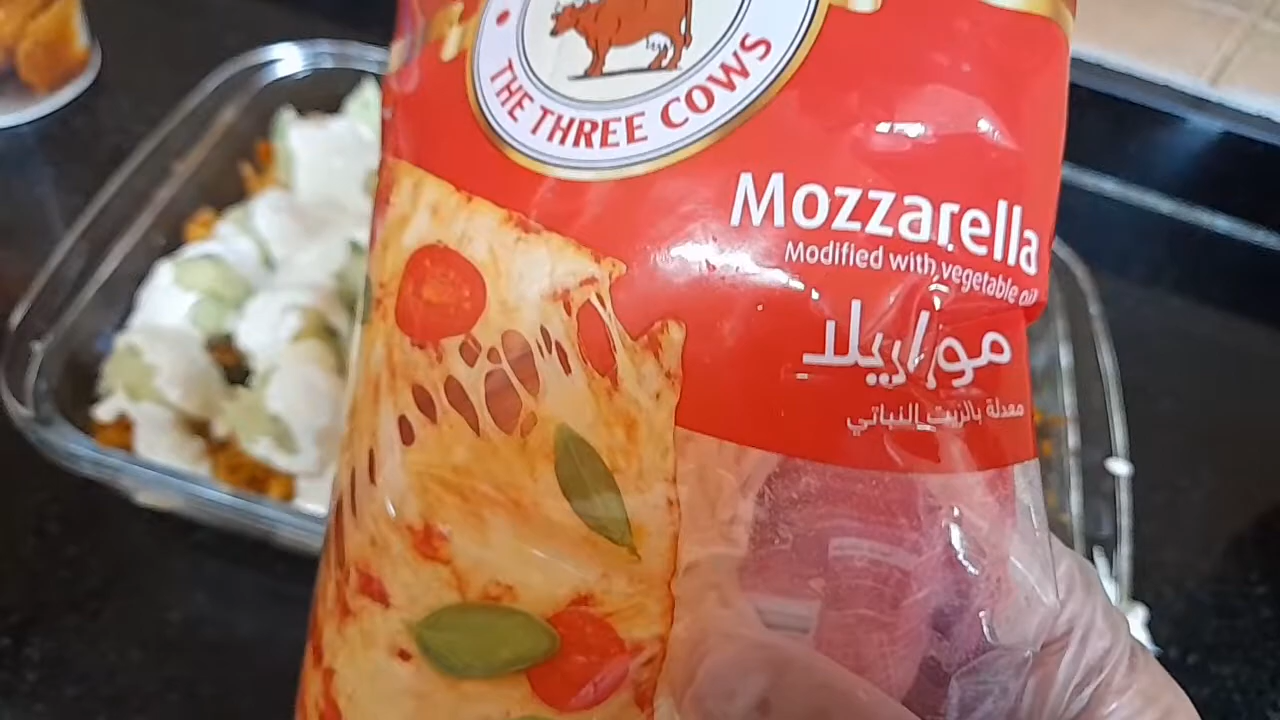 THE THREE COWS
Mozzarella
Modified with vegetable oil
موزاريلا
معدلة بالزيت النباتي